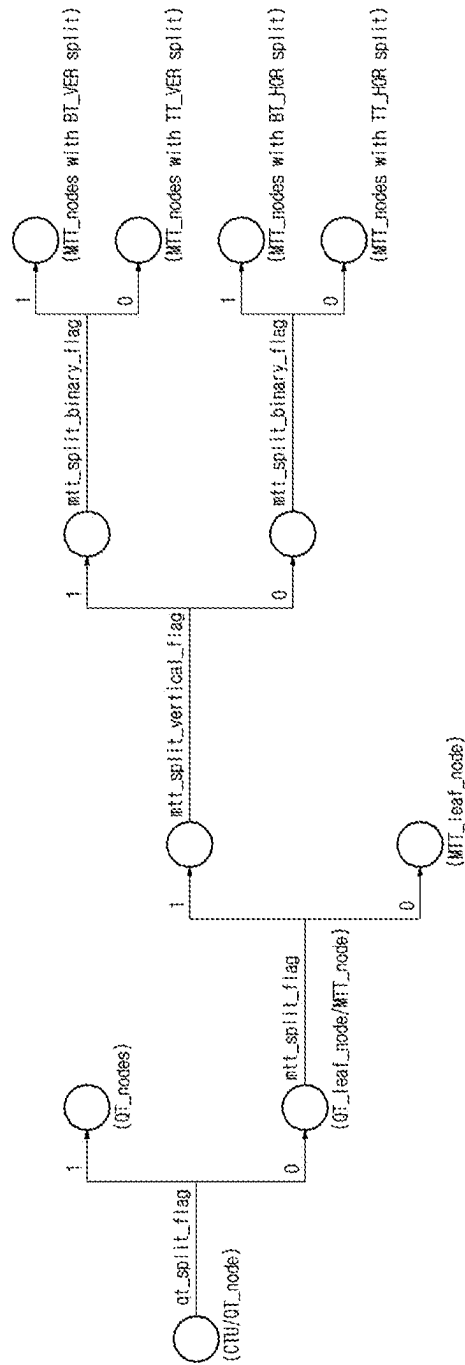 (CTU/QT_node)
qt_split_flag
1
0
(QT_nodes)
(QT_leaf_node/MTT_node)
mtt_split_flag
1
0
(MTT_leaf_node)
mtt_split_vertical_flag
1
0
mtt_split_binary_flag
mtt_split_binary_flag
1
0
1
0
(MTT_nodes with BT_VER split)
(MTT_nodes with TT_VER split)
(MTT_nodes with BT_HOR split)
(MTT_nodes with TT_HOR split)